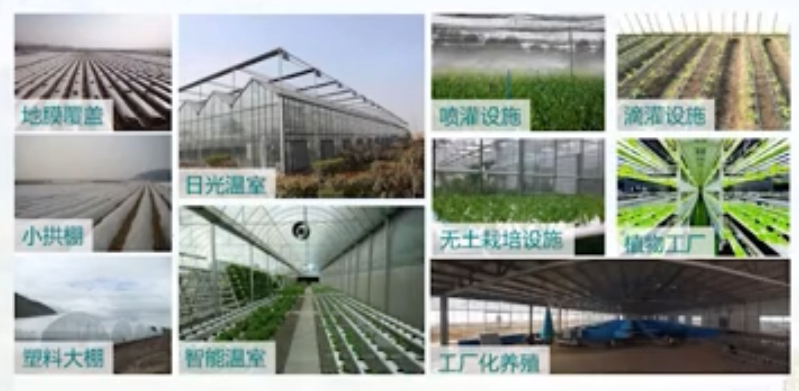 地膜覆盖
小拱棚
塑料大棚
日光温室
智能温室
喷灌设施
滴灌设施
无土栽培设施
植物工厂
工厂化养殖